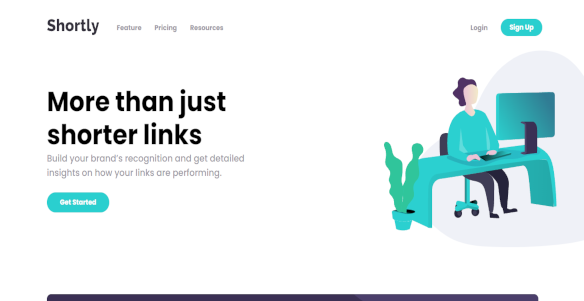 Shortly
Feature Pricing Resources
Login Sign Up
More than just
shorter links
Build your brand's recognition and get detailed
insights on how your links are performing.
Get Started